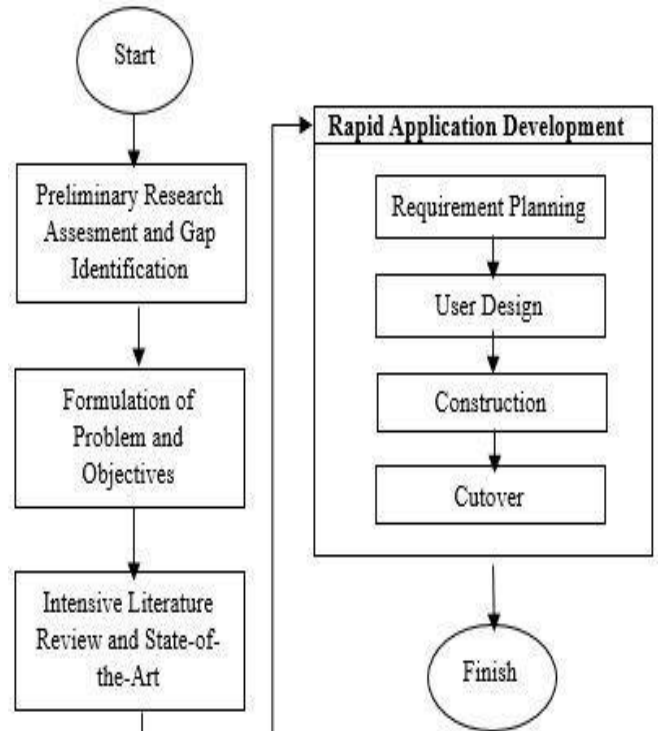 Start
Preliminary Research
Assesment and Gap
Identification
Formulation of
Problem and
Objectives
Intensive Literature
Review and State-of-
the-Art
Rapid Application Development
Requirement Planning
User Design
Construction
Cutover
Finish